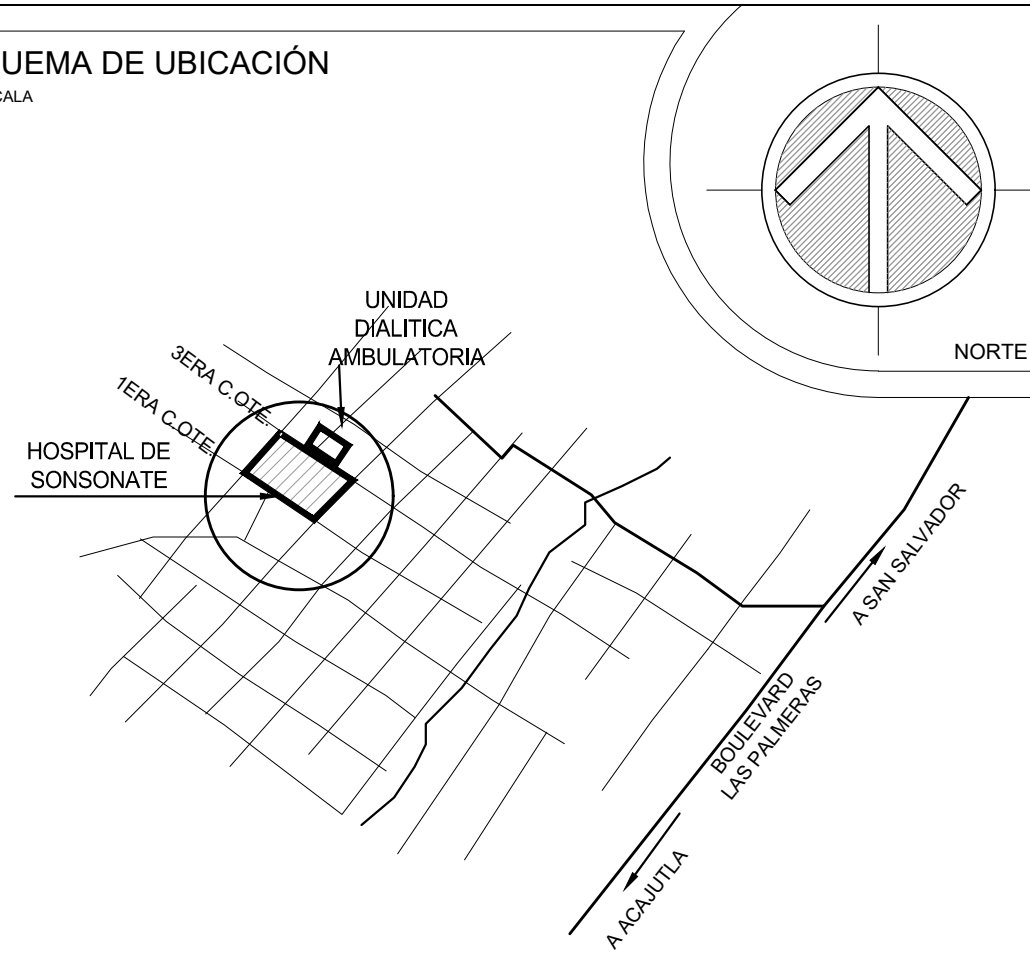 UEMA DE UBICACIÓN
CALA
NORTE
UNIDAD
DIALITICA
AMBULATORIA
3ERA C.OTE.
1ERA C.OTE.
HOSPITAL DE
SONSONATE
A SAN SALVADOR
BOULEVARD
LAS PALMERAS
A ACAJUTLA